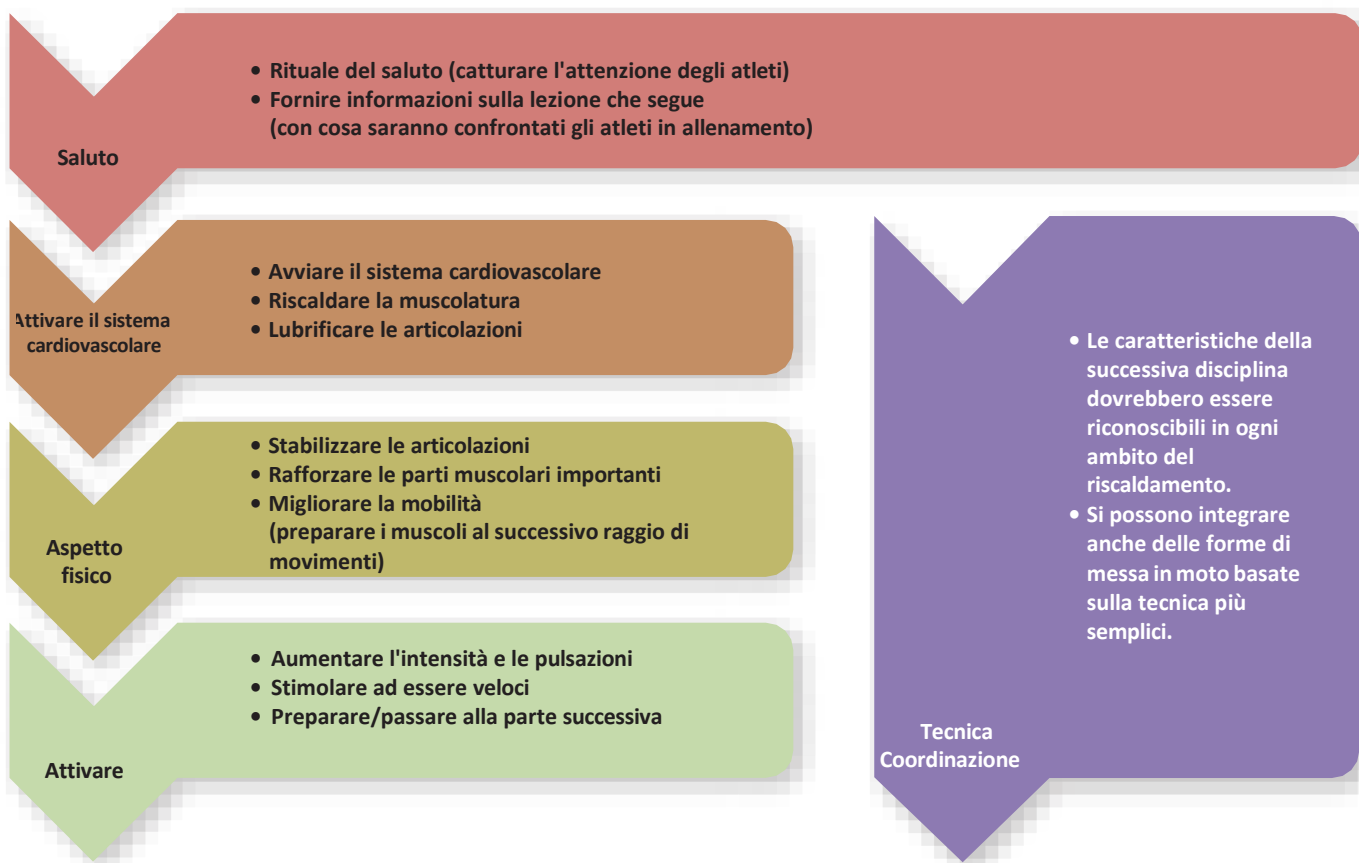 • Rituale del saluto (catturare l'attenzione degli atleti)
• Fornire informazioni sulla lezione che segue
(con cosa saranno confrontati gli atleti in allenamento)
Saluto
• Avviare il sistema cardiovascolare
• Riscaldare la muscolatura
• Lubrificare le articolazioni
Attivare il sistema
cardiovascolare
• Stabilizzare le articolazioni
• Rafforzare le parti muscolari importanti
• Migliorare la mobilità
(preparare i muscoli al successivo raggio di
movimenti)
Aspetto
fisico
• Aumentare l'intensità e le pulsazioni
• Stimolare ad essere veloci
• Preparare/passare alla parte successiva
Attivare
• Le caratteristiche della
successiva disciplina
dovrebbero essere
riconoscibili in ogni
ambito del
riscaldamento.
• Si possono integrare
anche delle forme di
messa in moto basate
sulla tecnica più
semplici.
Tecnica
Coordinazione